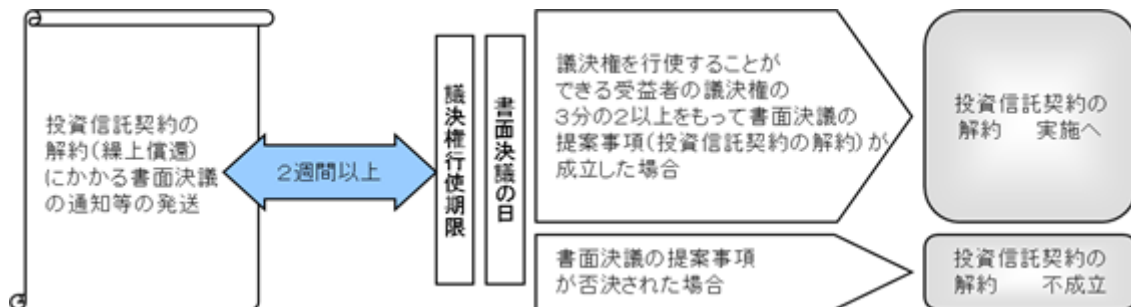 投資信託契約の
解約(繰上償還)
にかかる書面決議
の通知等の発送
2週間以上
議決権行使期限
書面決議の日
議決権を行使することが
できる受益者の議決権の
3分の2以上をもって書面決議の
提案事項(投資信託契約の解約)が
成立した場合
投資信託契約の
解約　実施へ
書面決議の提案事項
が否決された場合
投資信託契約の
解約　不成立